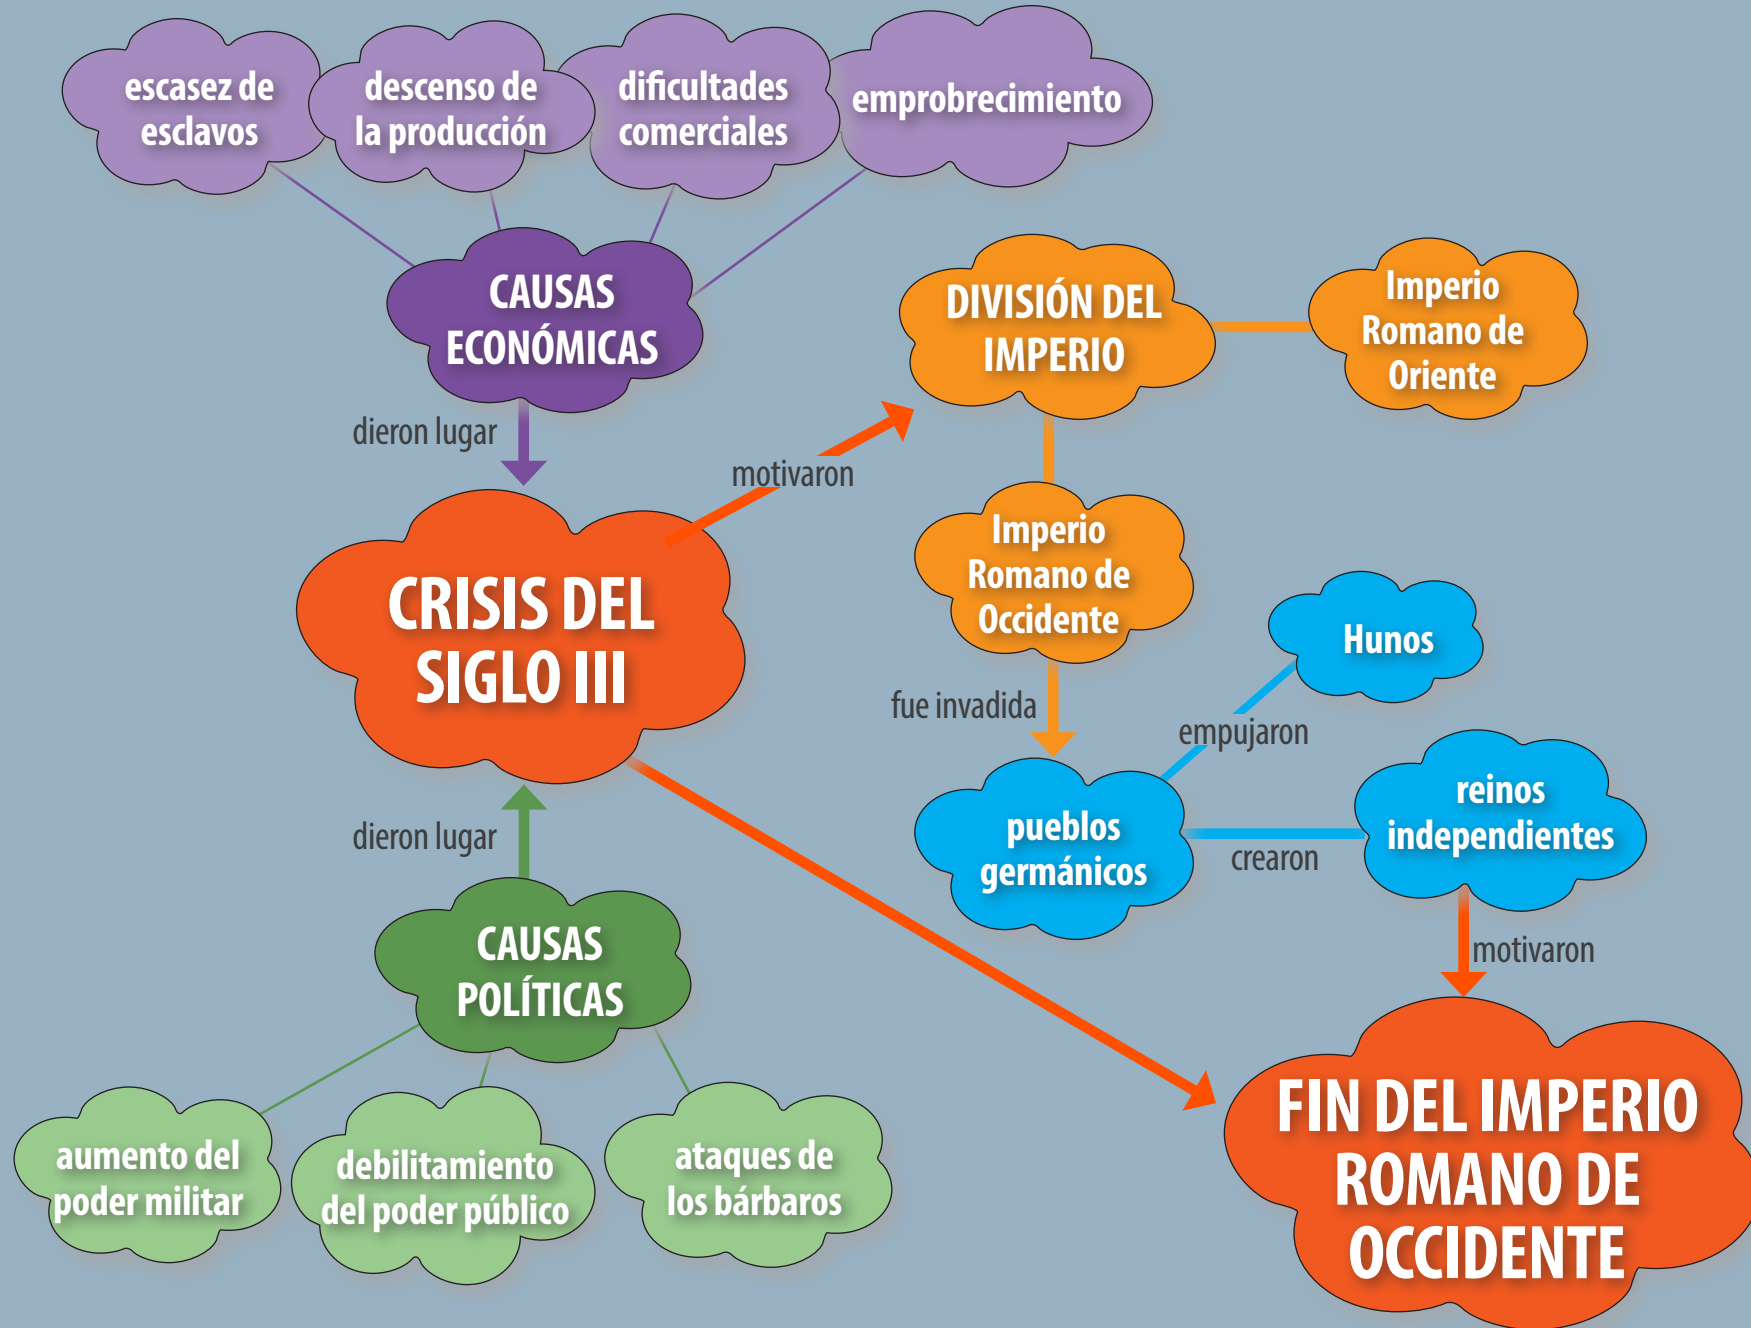 escasez de
esclavos
descenso de
la producción
dificultades
comerciales
emprobrecimiento
CAUSAS
ECONÓMICAS
dieron lugar
CRISIS DEL
SIGLO III
dieron lugar
CAUSAS
POLÍTICAS
aumento del
poder militar
debilitamiento
del poder público
ataques de
los bárbaros
motivaron
DIVISIÓN DEL
IMPERIO
Imperio
Romano de
Oriente
Imperio
Romano de
Occidente
fue invadida
Hunos
empujaron
pueblos
germánicos
crearon
reinos
independientes
motivaron
FIN DEL IMPERIO
ROMANO DE
OCCIDENTE